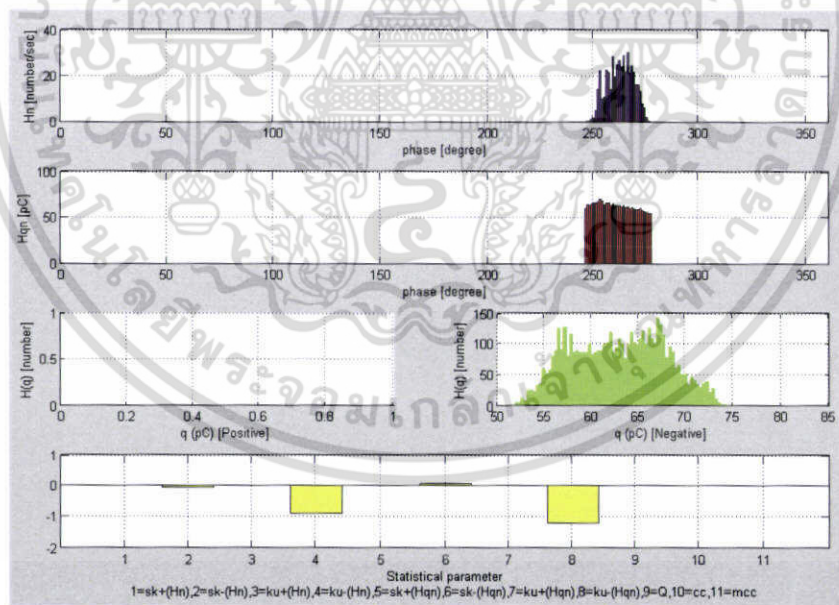 40
20
0
Hn [number/sec]
0 50 100 150 200 250 300 350
phase [degree]
100
50
0
Hqn [pC]
0 50 100 150 200 250 300 350
phase [degree]
1
0.5
0
H(q) [number]
0 0.2 0.4 0.6 0.8 1
q (pC) [Positive]
150
100
50
0
H(q) [number]
50 55 60 65 70 75 80 85
q (pC) [Negative]
1
0
-1
-2
1 2 3 4 5 6 7 8 9 10 11
Statistical parameter
1=sk+(Hn),2=sk-(Hn),3=ku+(Hn),4=ku-(Hn),5=sk+(Hqn),6=sk-(Hqn),7=ku+(Hqn),8=ku-(Hqn),9=Q,10=cc,11=mcc